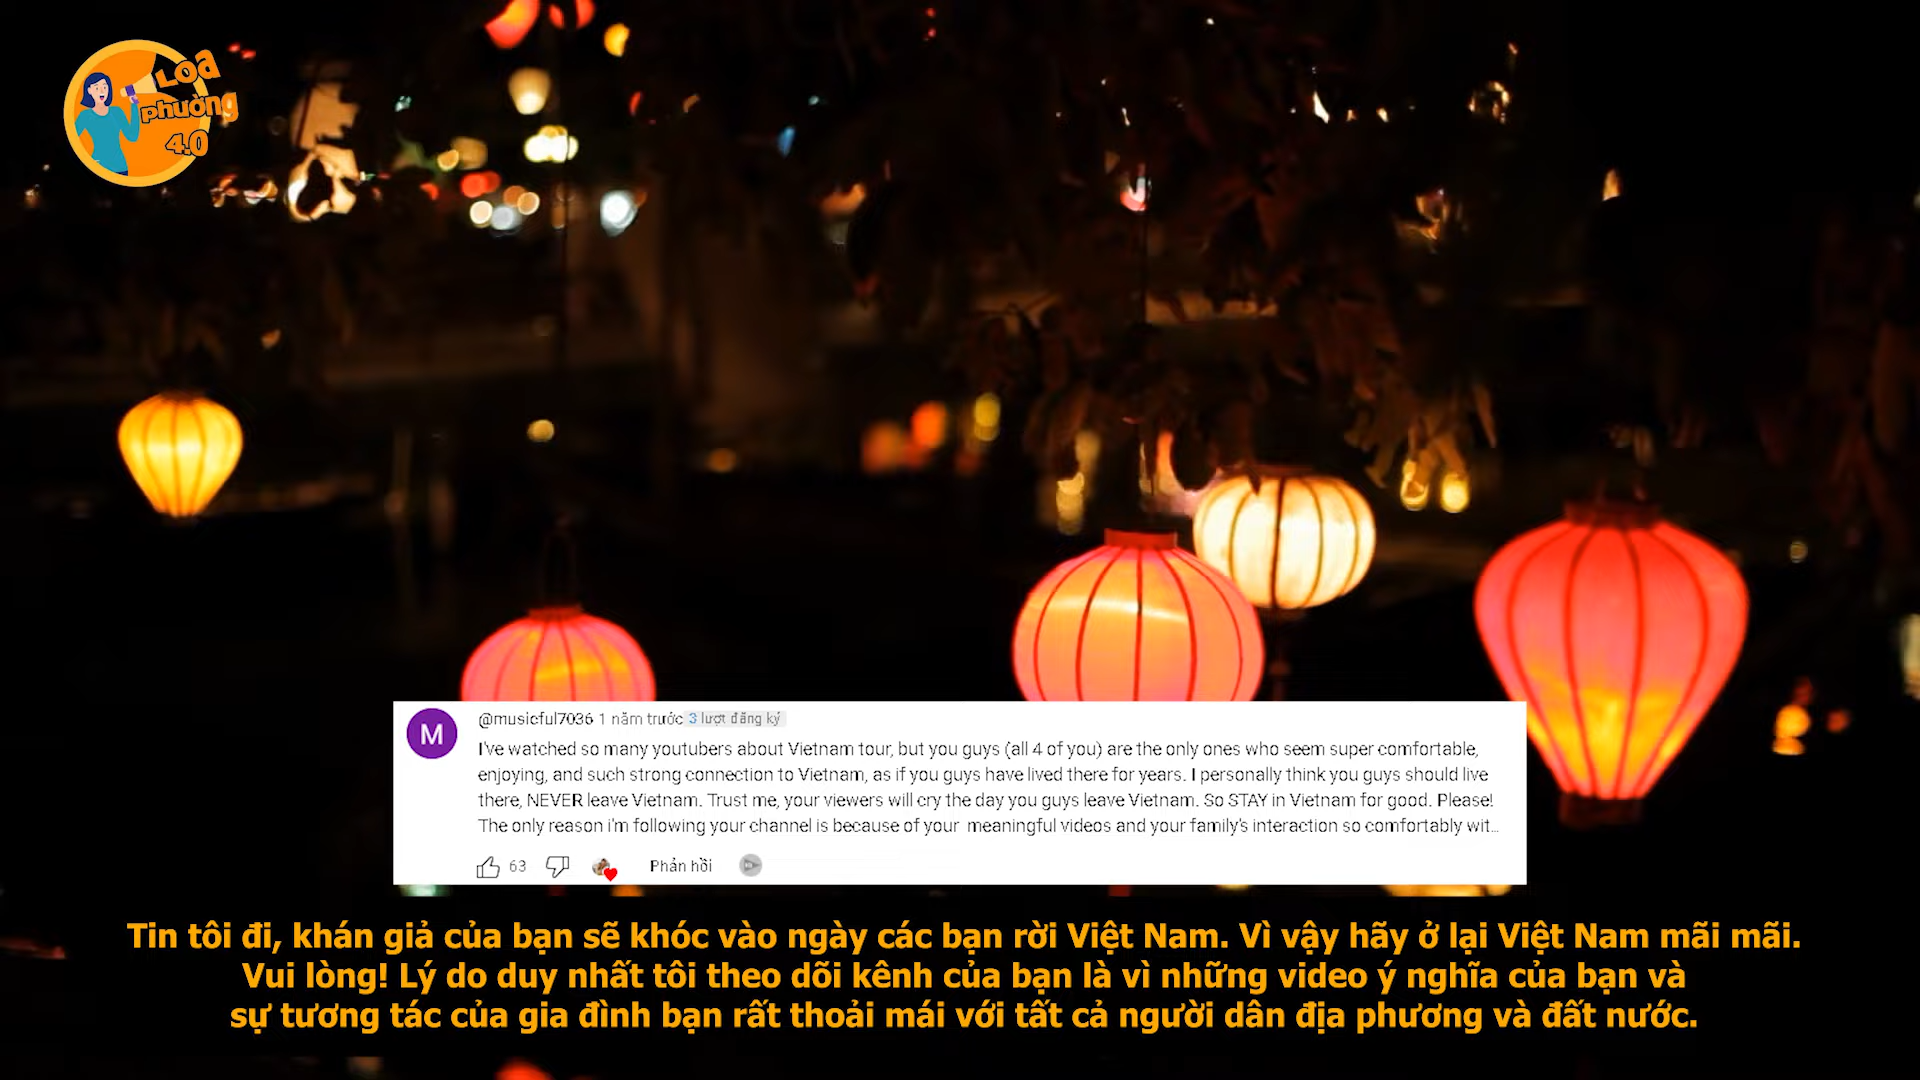 Loa
phường
4.0
M
@musicful7036 1 năm trước 3 lượt đăng ký
I've watched so many youtubers about Vietnam tour, but you guys (all 4 of you) are the only ones who seem super comfortable,
enjoying, and such strong connection to Vietnam, as if you guys have lived there for years. I personally think you guys should live
there, NEVER leave Vietnam. Trust me, your viewers will cry the day you guys leave Vietnam. So STAY in Vietnam for good. Please!
The only reason i'm following your channel is because of your meaningful videos and your family's interaction so comfortably wit...
63 Phản hồi
Tin tôi đi, khán giả của bạn sẽ khóc vào ngày các bạn rời Việt Nam. Vì vậy hãy ở lại Việt Nam mãi mãi.
Vui lòng! Lý do duy nhất tôi theo dõi kênh của bạn là vì những video ý nghĩa của bạn và
sự tương tác của gia đình bạn rất thoải mái với tất cả người dân địa phương và đất nước.